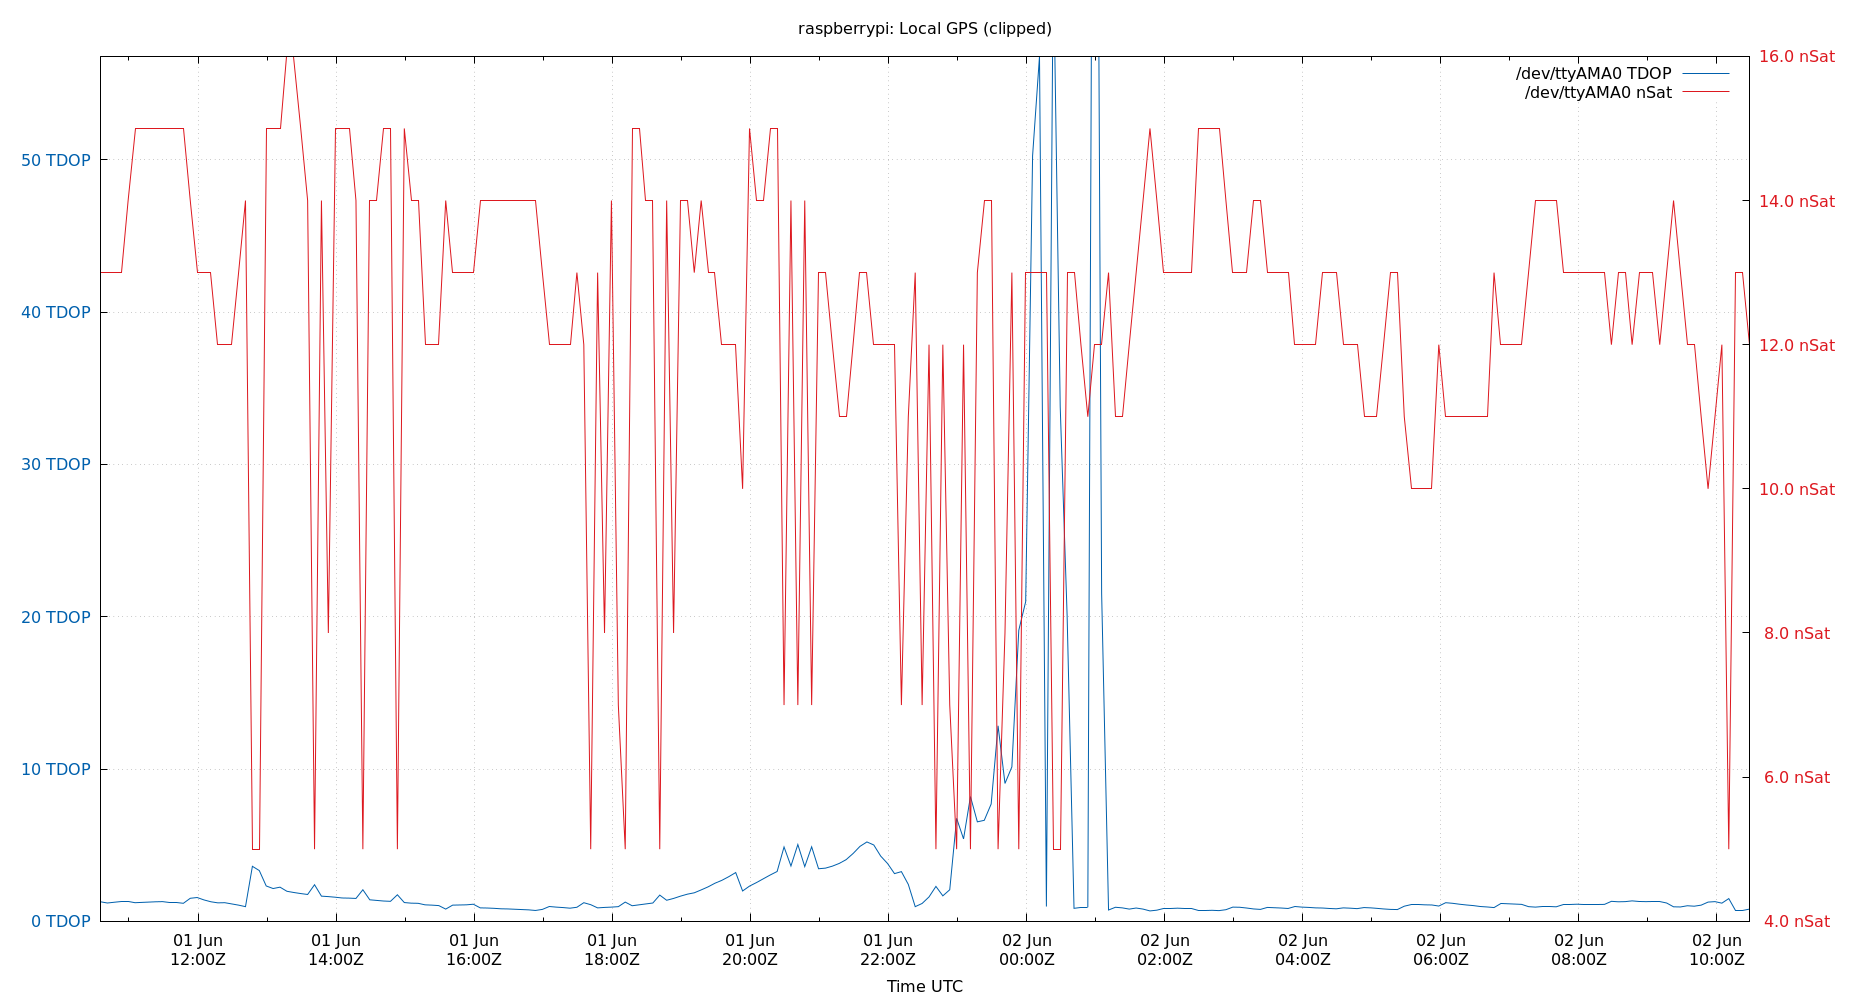 raspberrypi: Local GPS (clipped)
16.0 nSat
/dev/ttyAMA0 TDOP
/dev/ttyAMA0 nSat
50 TDOP
14.0 nSat
40 TDOP
12.0 nSat
30 TDOP
10.0 nSat
20 TDOP
8.0 nSat
10 TDOP
6.0 nSat
0 TDOP
4.0 nSat
01 Jun 01 Jun 01 Jun 01 Jun 01 Jun 01 Jun 02 Jun 02 Jun 02 Jun 02 Jun 02 Jun 02 Jun
12:00Z 14:00Z 16:00Z 18:00Z 20:00Z 22:00Z 00:00Z 02:00Z 04:00Z 06:00Z 08:00Z 10:00Z
Time UTC